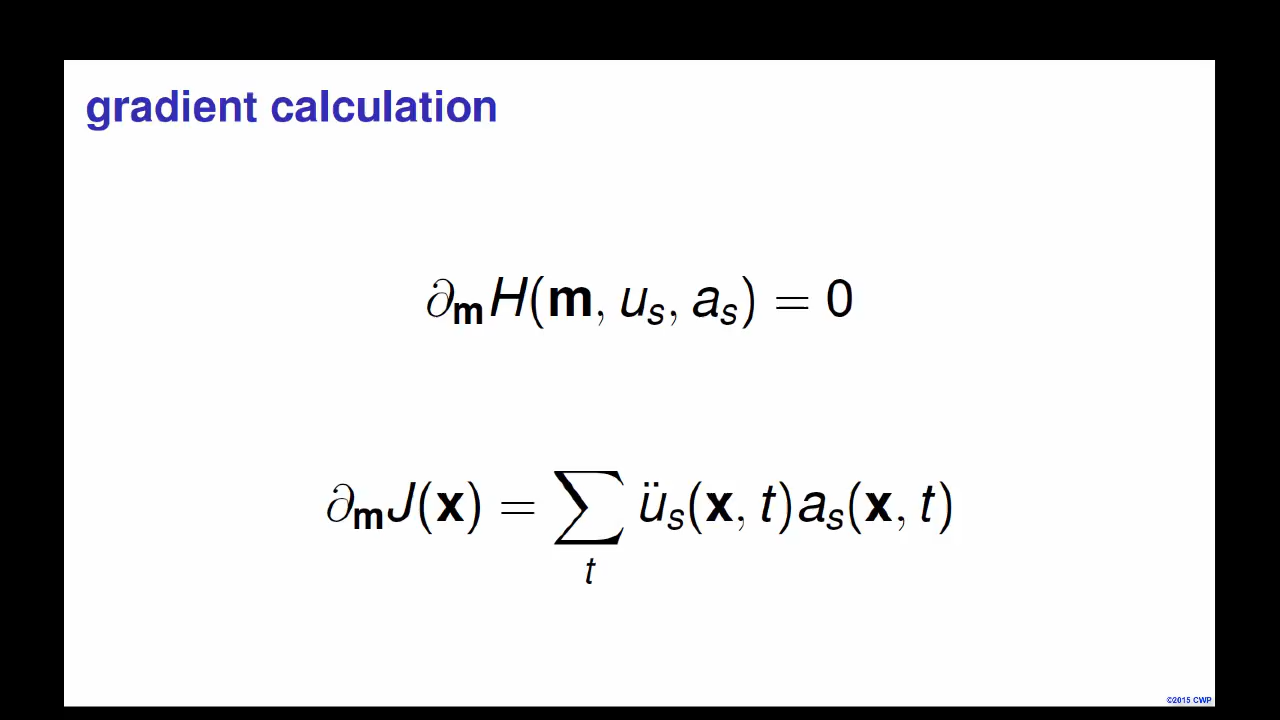 gradient calculation
∂ₘH(m, uₛ, aₛ) = 0
∂ₘJ(x) = ∑ üₛ(x, t)aₛ(x, t)
t
©2015 CWP